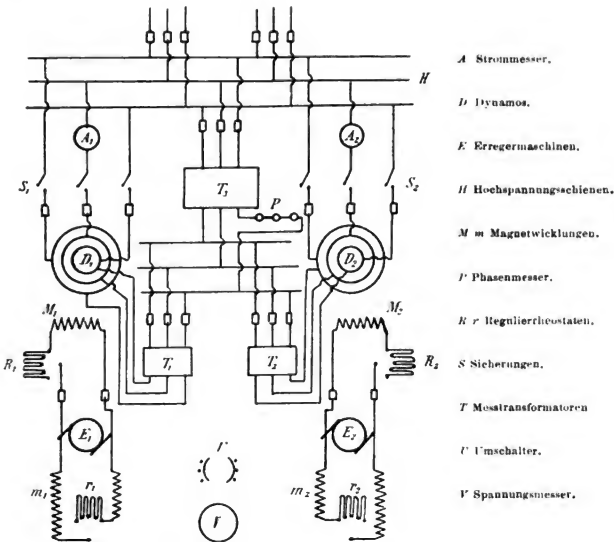 H
A Strommesser.
A₁
A₂
D Dynamos.
E Erregermaschinen.
S₁
T₃
S₂
P
H Hochspannungsschienen.
D₁
D₂
M m Magnetwicklungen.
P Phasenmesser.
M₁
M₂
R r Regulierrheostaten.
R₁
T₁
T₂
R₂
S Sicherungen.
T Messtransformatoren
E₁
E₂
U Umschalter.
m₁
r₁
m₂
r₂
V Spannungsmesser.